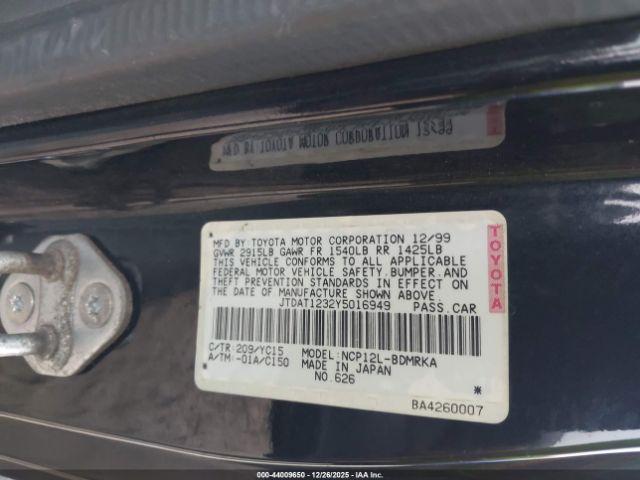 MFD BY TOYOTA MOTOR CORPORATION 12/99
GVWR 2915LB GAWR FR 1540LB RR 1425LB
THIS VEHICLE CONFORMS TO ALL APPLICABLE
FEDERAL MOTOR VEHICLE SAFETY, BUMPER, AND
THEFT PREVENTION STANDARDS IN EFFECT ON
THE DATE OF MANUFACTURE SHOWN ABOVE.
JTDAT1232Y5016949 PASS.CAR
C/TR:209/YC15 MODEL:NCP12L-BDMRKA
A/TM:-01A/C150 MADE IN JAPAN
NO.626 *
BA4260007
TOYOTA
000-44009650 | 12/26/2025 | IAA Inc.